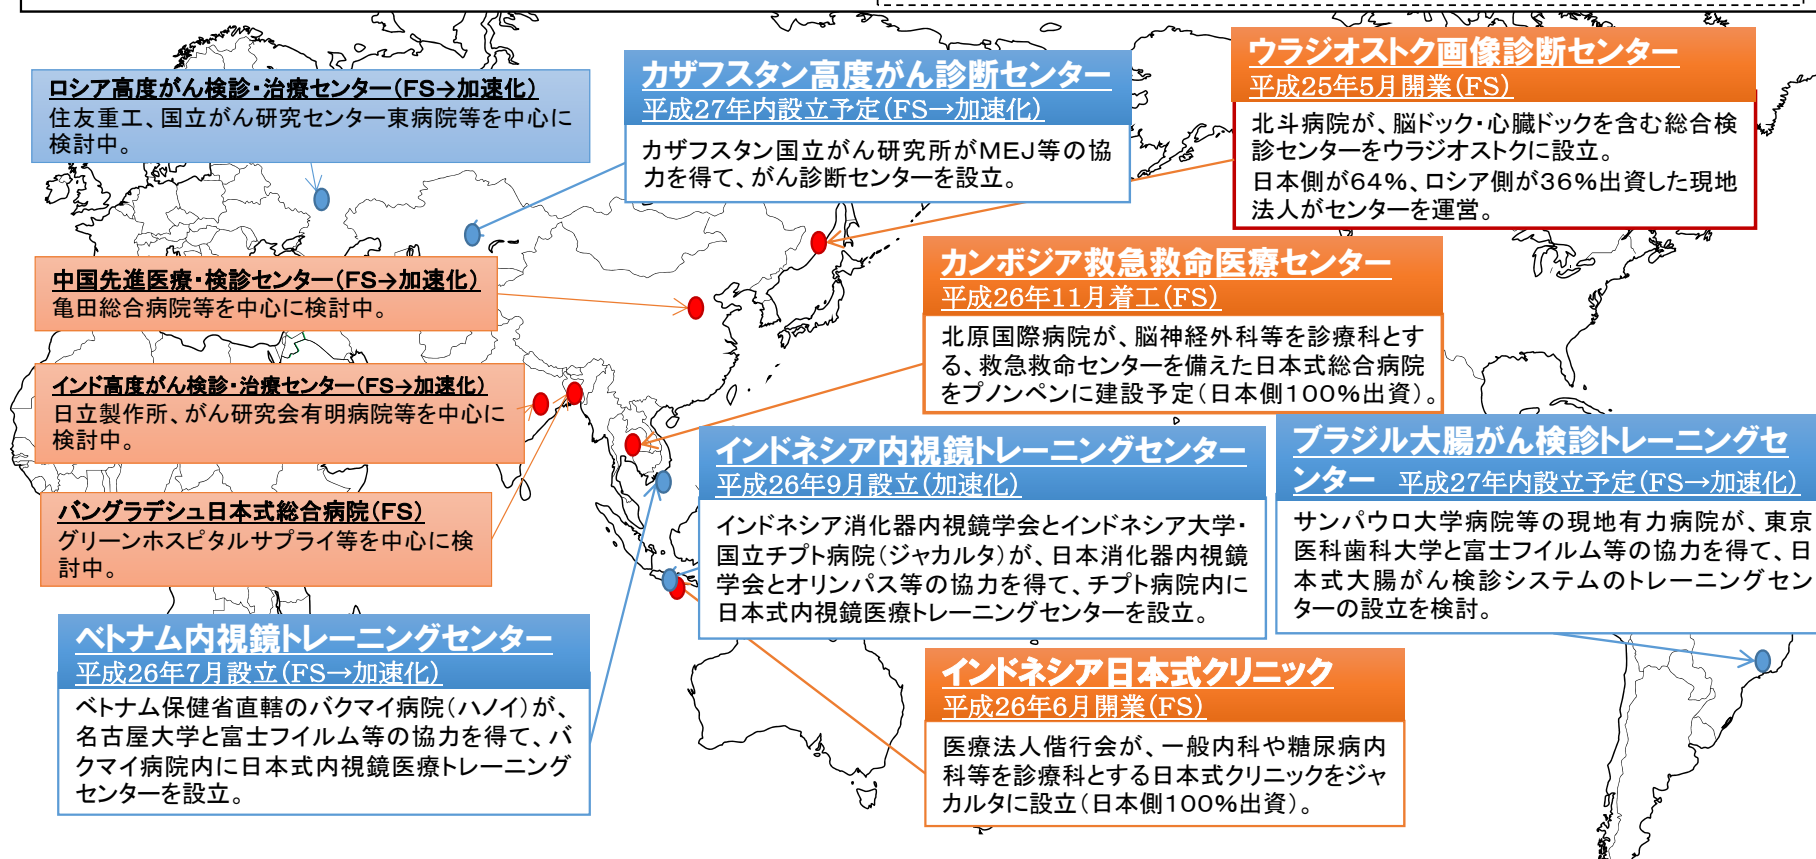 ロシア高度がん検診・治療センター(FS→加速化)
住友重工、国立がん研究センター東病院等を中心に
検討中。
カザフスタン高度がん診断センター
平成27年内設立予定(FS→加速化)
カザフスタン国立がん研究所がMEJ等の協
力を得て、がん診断センターを設立。
ウラジオストク画像診断センター
平成25年5月開業(FS)
北斗病院が、脳ドック・心臓ドックを含む総合検
診センターをウラジオストクに設立。
日本側が64%、ロシア側が36%出資した現地
法人がセンターを運営。
中国先進医療・検診センター(FS→加速化)
亀田総合病院等を中心に検討中。
カンボジア救急救命医療センター
平成26年11月着工(FS)
北原国際病院が、脳神経外科等を診療科とす
る、救急救命センターを備えた日本式総合病院
をプノンペンに建設予定(日本側100%出資)。
インド高度がん検診・治療センター(FS→加速化)
日立製作所、がん研究会有明病院等を中心に
検討中。
バングラデシュ日本式総合病院(FS)
グリーンホスピタルサプライ等を中心に検
討中。
インドネシア内視鏡トレーニングセンター
平成26年9月設立(加速化)
インドネシア消化器内視鏡学会とインドネシア大学・
国立チプト病院(ジャカルタ)が、日本消化器内視鏡
学会とオリンパス等の協力を得て、チプト病院内に
日本式内視鏡医療トレーニングセンターを設立。
ブラジル大腸がん検診トレーニングセ
ンター 平成27年内設立予定(FS→加速化)
サンパウロ大学病院等の現地有力病院が、東京
医科歯科大学と富士フイルム等の協力を得て、日
本式大腸がん検診システムのトレーニングセン
ターの設立を検討。
ベトナム内視鏡トレーニングセンター
平成26年7月設立(FS→加速化)
ベトナム保健省直轄のバクマイ病院(ハノイ)が、
名古屋大学と富士フイルム等の協力を得て、バ
クマイ病院内に日本式内視鏡医療トレーニング
センターを設立。
インドネシア日本式クリニック
平成26年6月開業(FS)
医療法人偕行会が、一般内科や糖尿病内
科等を診療科とする日本式クリニックをジャ
カルタに設立(日本側100%出資)。